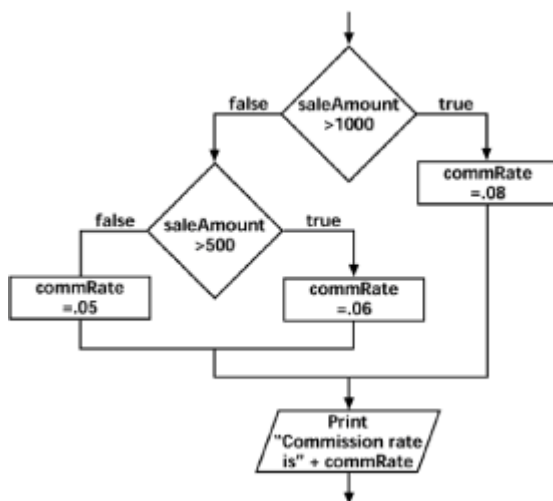 saleAmount
>1000
false
true
commRate
=.08
saleAmount
>500
false
true
commRate
=.05
commRate
=.06
Print
"Commission rate
is" + commRate